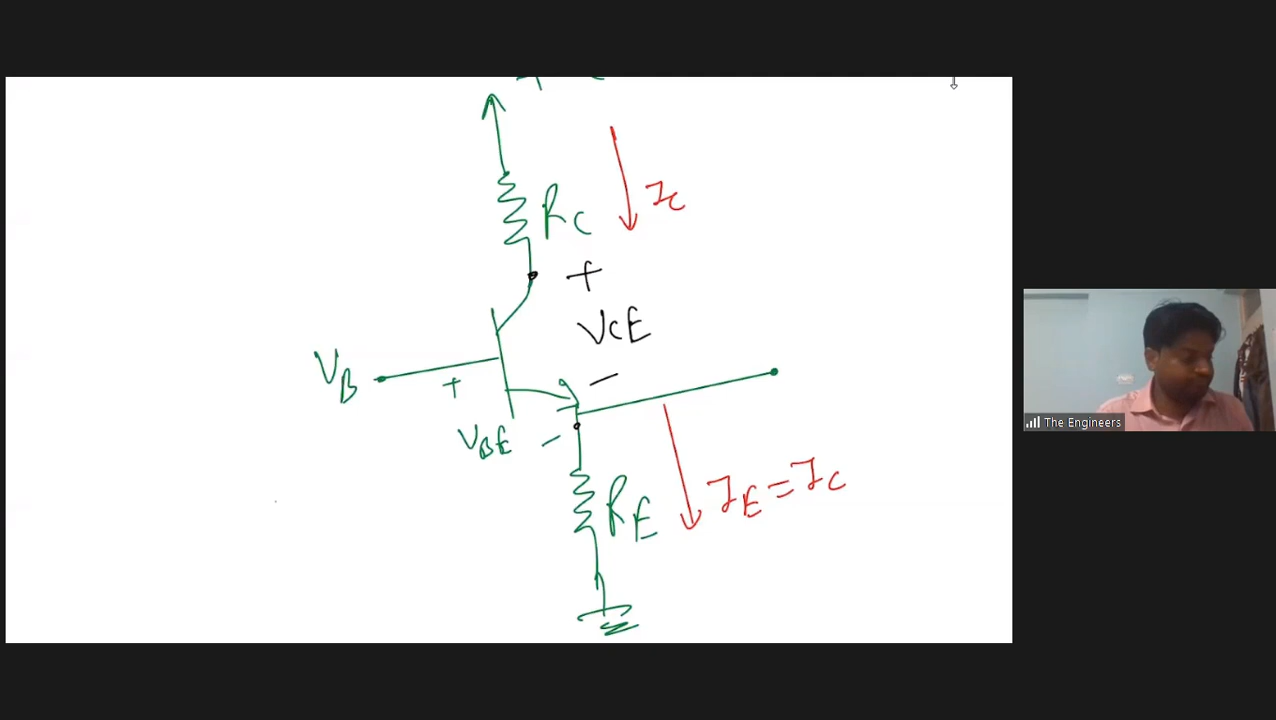 RC
IC
+
VCE
−
VB
+
VBE
−
IE = IC
RE
The Engineers